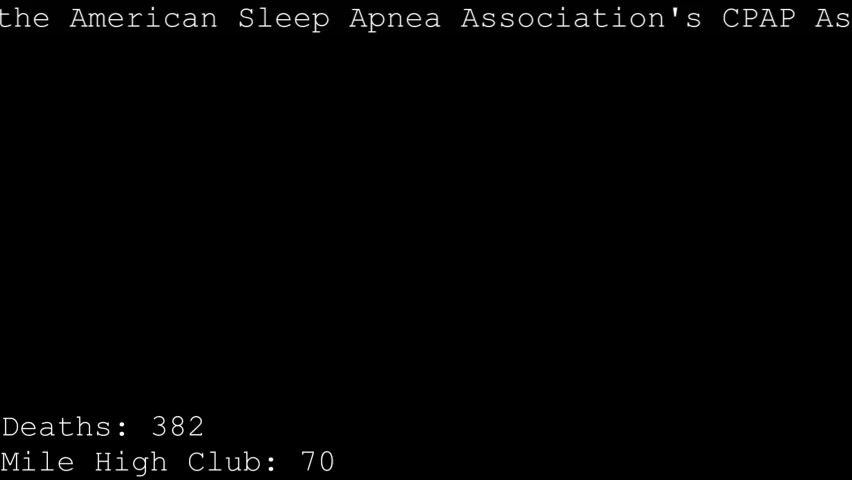 the American Sleep Apnea Association's CPAP As
Deaths: 382
Mile High Club: 70